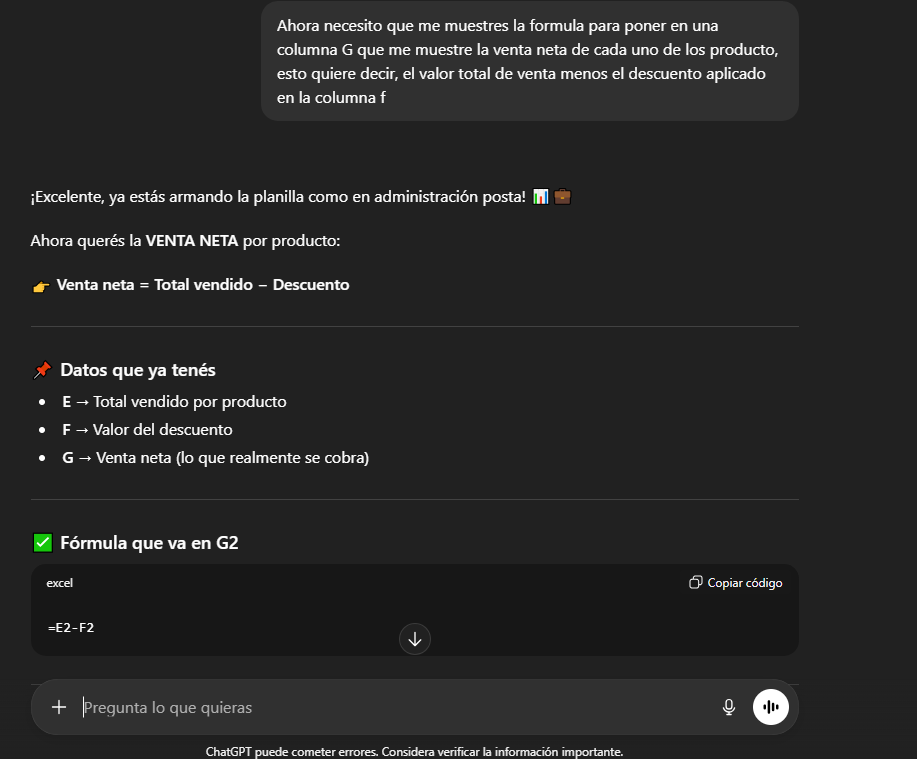 Ahora necesito que me muestres la formula para poner en una
columna G que me muestre la venta neta de cada uno de los producto,
esto quiere decir, el valor total de venta menos el descuento aplicado
en la columna f
¡Excelente, ya estás armando la planilla como en administración posta! 📊 💼
Ahora querés la VENTA NETA por producto:
👉 Venta neta = Total vendido − Descuento
📌 Datos que ya tenés
• E → Total vendido por producto
• F → Valor del descuento
• G → Venta neta (lo que realmente se cobra)
✅ Fórmula que va en G2
excel
Copiar código
=E2-F2
Pregunta lo que quieras
ChatGPT puede cometer errores. Considera verificar la información importante.